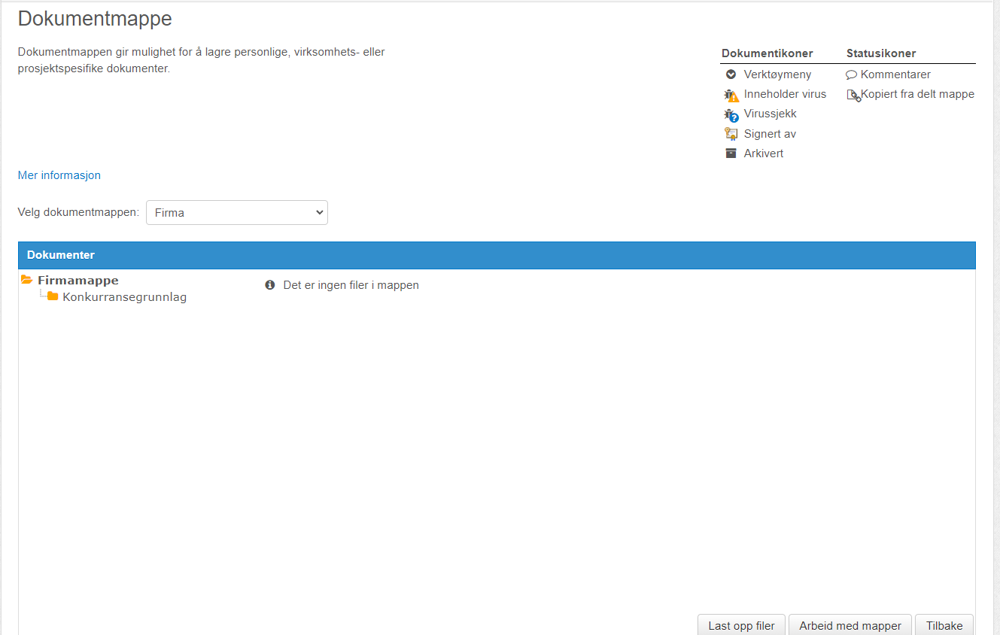 Dokumentmappe
Dokumentmappen gir mulighet for å lagre personlige, virksomhets- eller
prosjektspesifike dokumenter.
Dokumentikoner
Statusikoner
Verktøymeny
Kommentarer
Inneholder virus
Kopiert fra delt mappe
Virussjekk
Signert av
Arkivert
Mer informasjon
Velg dokumentmappen:
Firma
Dokumenter
Firmamappe
Det er ingen filer i mappen
Konkurransegrunnlag
Last opp filer
Arbeid med mapper
Tilbake